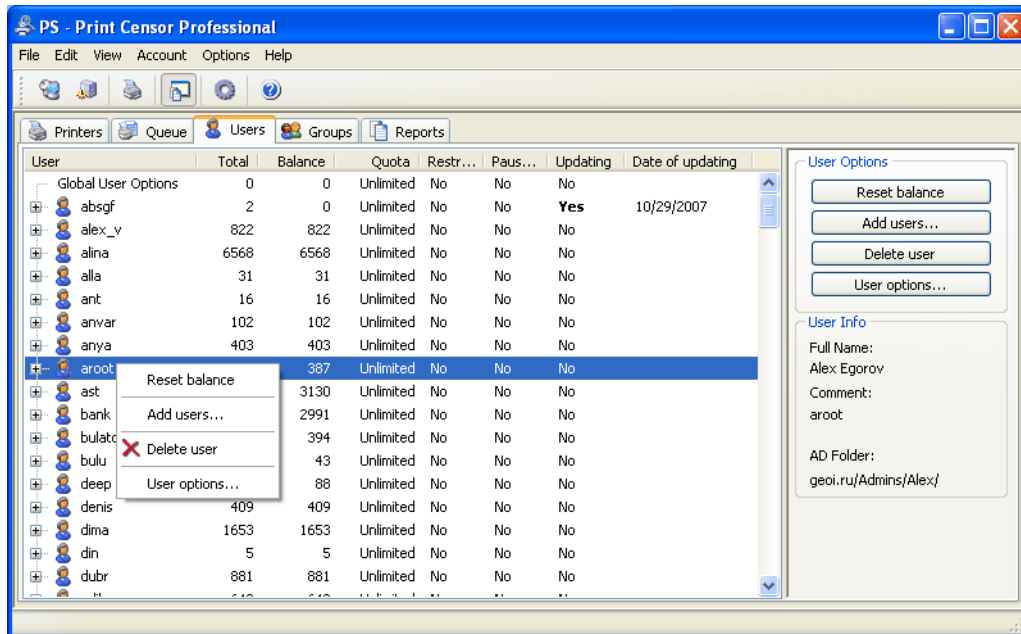 PS - Print Censor Professional
File Edit View Account Options Help
Printers Queue Users Groups Reports
User Total Balance Quota Restr... Paus... Updating Date of updating
Global User Options 0 0 Unlimited No No No
absgf 2 0 Unlimited No No Yes 10/29/2007
alex_v 822 822 Unlimited No No No
alina 6568 6568 Unlimited No No No
alla 31 31 Unlimited No No No
ant 16 16 Unlimited No No No
anvar 102 102 Unlimited No No No
anya 403 403 Unlimited No No No
aroot 387 Unlimited No No No
ast 3130 Unlimited No No No
bank 2991 Unlimited No No No
bulato 394 Unlimited No No No
bulu 43 Unlimited No No No
deep 88 Unlimited No No No
denis 409 409 Unlimited No No No
dima 1653 1653 Unlimited No No No
din 5 5 Unlimited No No No
dubr 881 881 Unlimited No No No
Reset balance
Add users...
Delete user
User options...
User Options
Reset balance
Add users...
Delete user
User options...
User Info
Full Name:
Alex Egorov
Comment:
aroot
AD Folder:
geoi.ru/Admins/Alex/